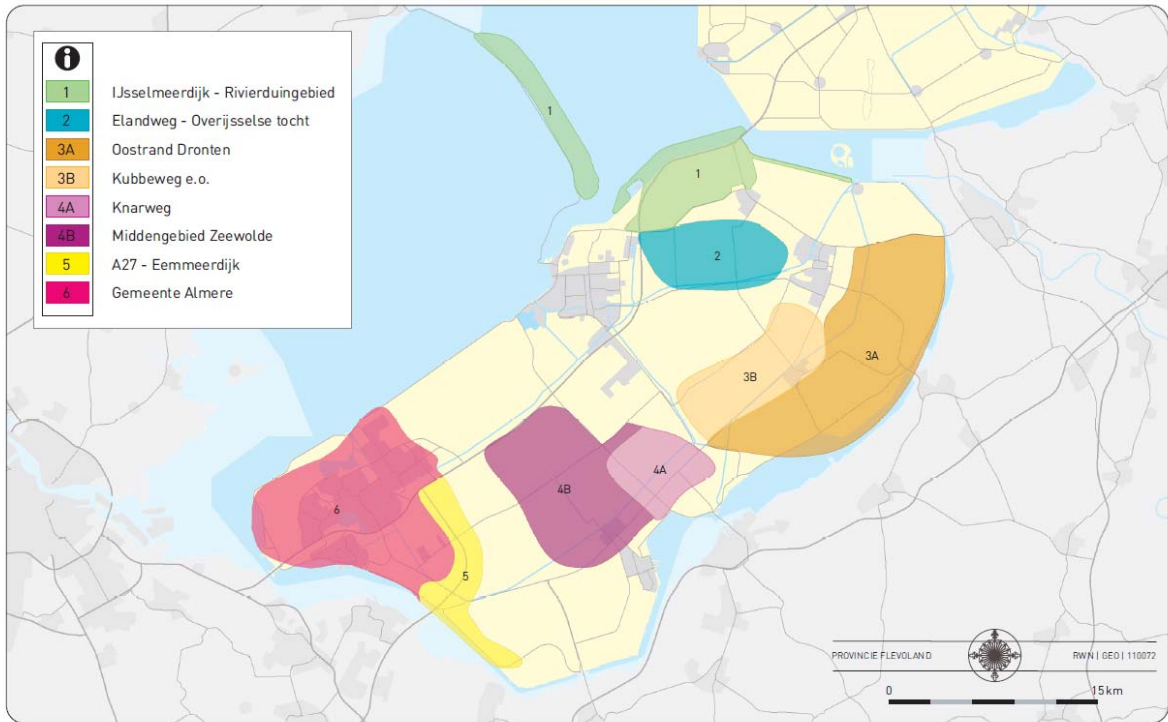 i
1 IJsselmeerdijk - Rivierduingebied
2 Elandweg - Overijsselse tocht
3A Oostrand Dronten
3B Kubbeweg e.o.
4A Knarweg
4B Middengebied Zeewolde
5 A27 - Eemmeerdijk
6 Gemeente Almere
1
1
2
3A
3B
4A
4B
6
5
PROVINCIE FLEVOLAND
RWN | GEO | 110072
0 15 km